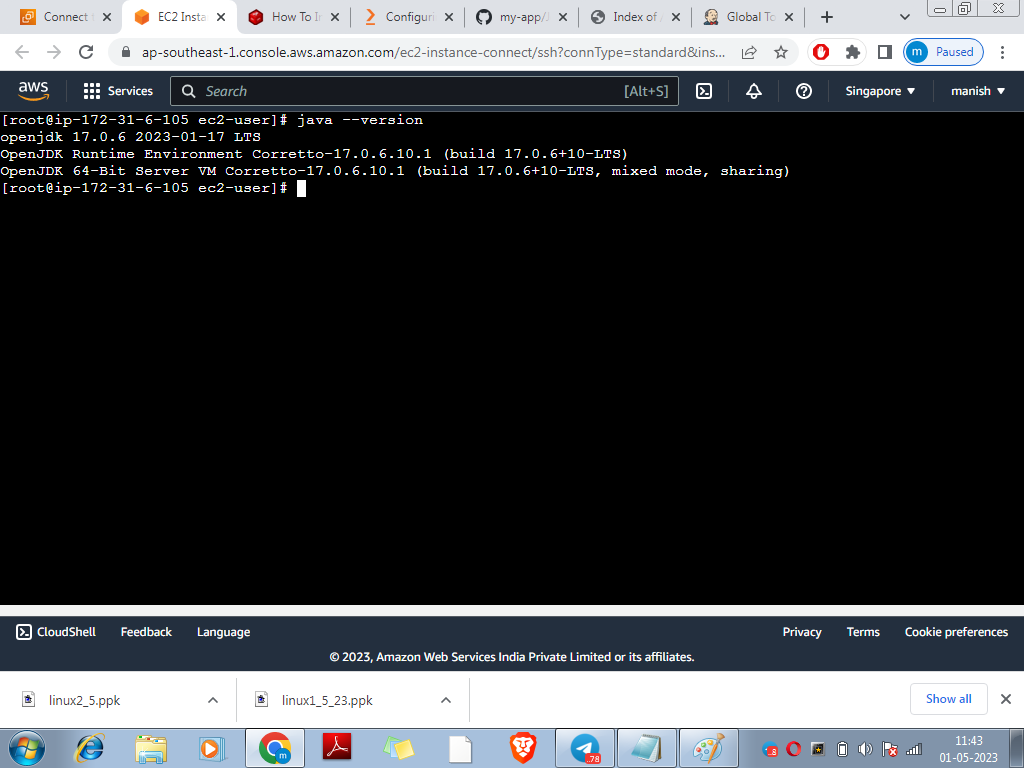 Connect
EC2 Insta
How To I
Configuri
my-app/
Index of
Global To
ap-southeast-1.console.aws.amazon.com/ec2-instance-connect/ssh?connType=standard&ins...
m
Paused
aws
Services
Search
[Alt+S]
Singapore
manish
[root@ip-172-31-6-105 ec2-user]# java --version
openjdk 17.0.6 2023-01-17 LTS
OpenJDK Runtime Environment Corretto-17.0.6.10.1 (build 17.0.6+10-LTS)
OpenJDK 64-Bit Server VM Corretto-17.0.6.10.1 (build 17.0.6+10-LTS, mixed mode, sharing)
[root@ip-172-31-6-105 ec2-user]#
CloudShell
Feedback
Language
Privacy
Terms
Cookie preferences
© 2023, Amazon Web Services India Private Limited or its affiliates.
linux2_5.ppk
linux1_5_23.ppk
Show all
m
.78
11:43
01-05-2023